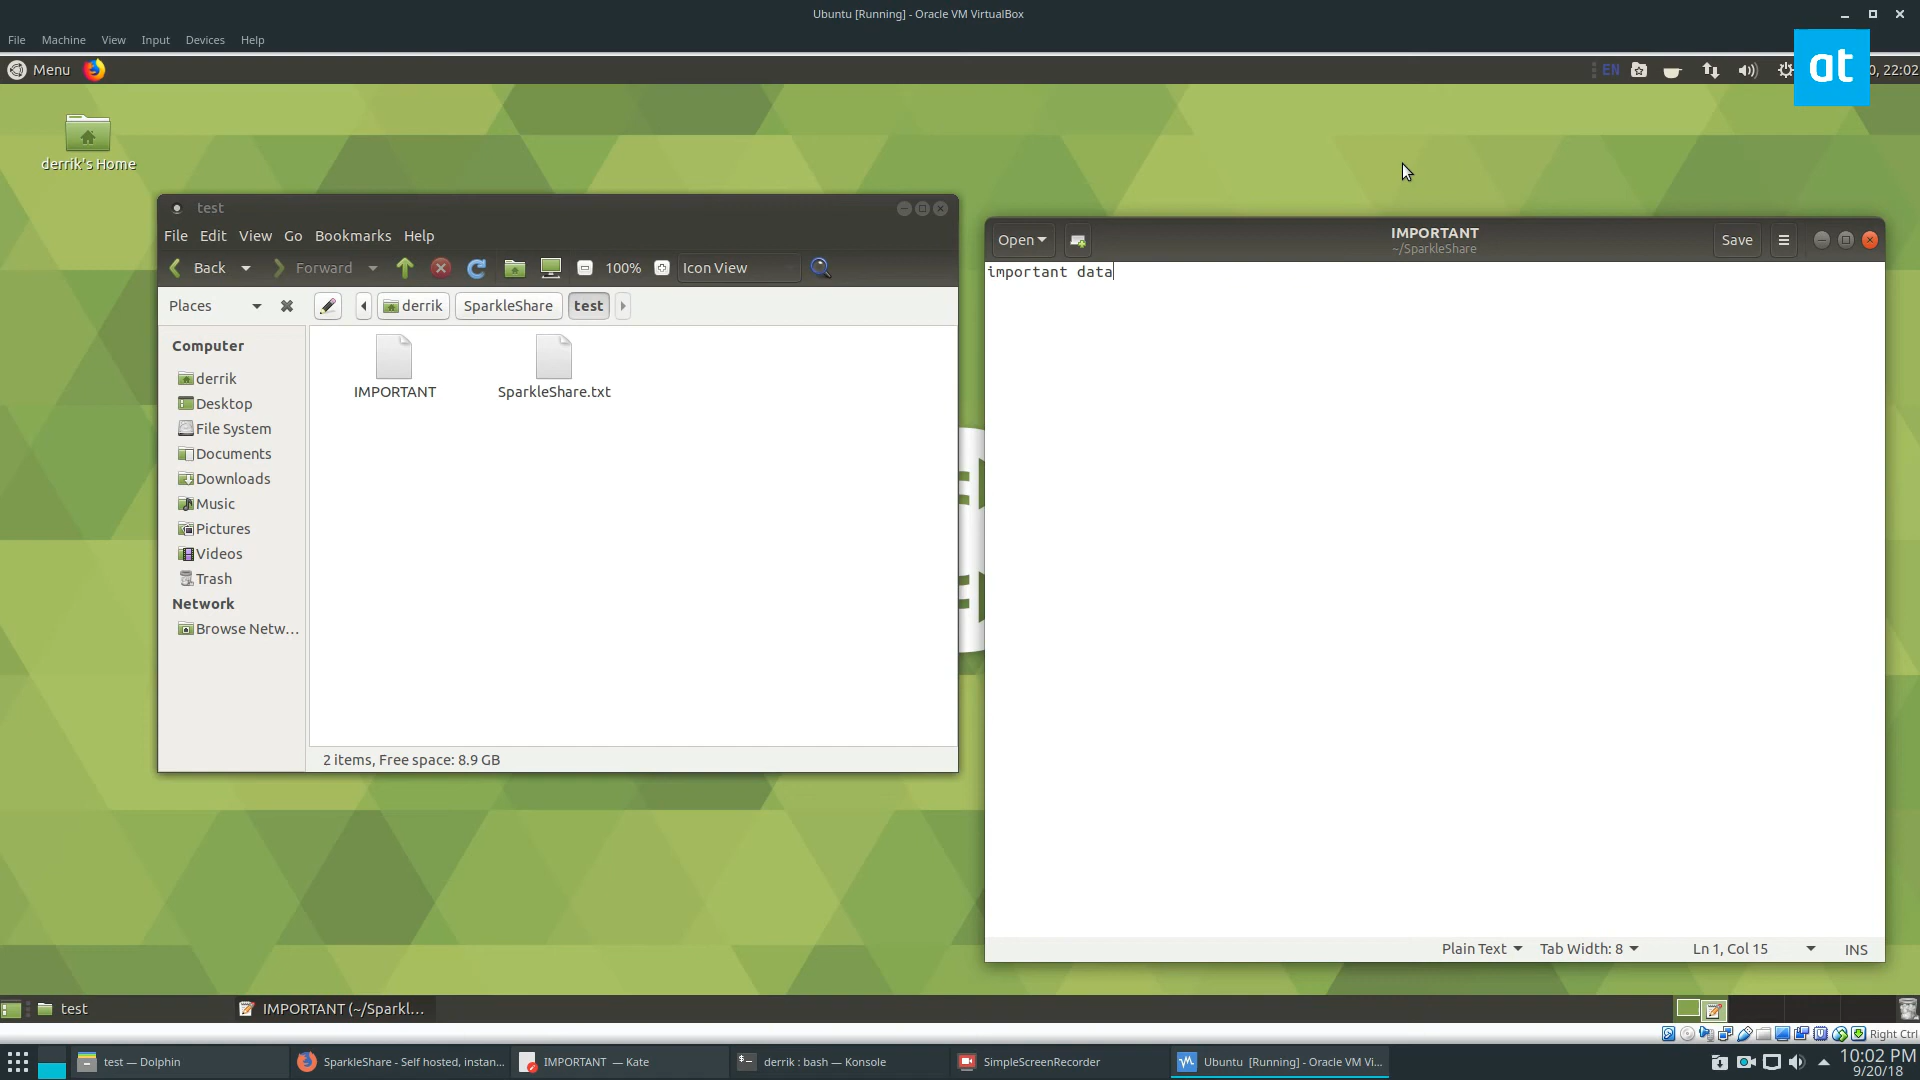 Ubuntu [Running] - Oracle VM VirtualBox
File Machine View Input Devices Help
Menu
EN
0, 22:02
at
derrik's Home
test
File Edit View Go Bookmarks Help
Back Forward 100% Icon View
Places derrik SparkleShare test
Computer
derrik
Desktop
File System
Documents
Downloads
Music
Pictures
Videos
Trash
Network
Browse Netw...
IMPORTANT
SparkleShare.txt
2 items, Free space: 8.9 GB
Open
IMPORTANT
~/SparkleShare
Save
important data
Plain Text Tab Width: 8 Ln 1, Col 15 INS
test
IMPORTANT (~/Sparkl...
Right Ctrl
test — Dolphin
SparkleShare - Self hosted, instan...
IMPORTANT — Kate
derrik : bash — Konsole
SimpleScreenRecorder
Ubuntu [Running] - Oracle VM Vi...
10:02 PM
9/20/18